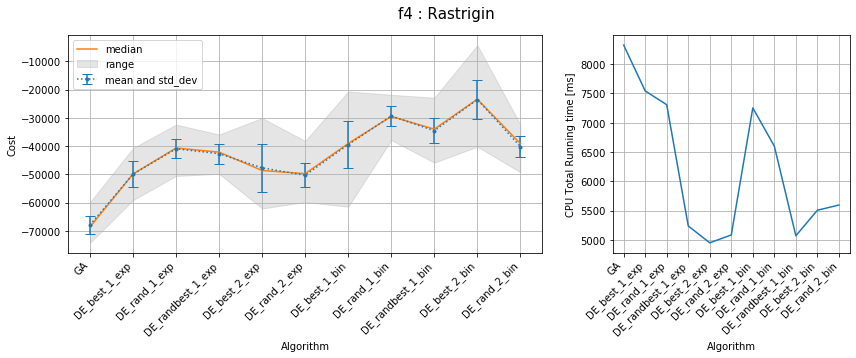 f4 : Rastrigin
median
range
mean and std_dev
Cost
−10000
−20000
−30000
−40000
−50000
−60000
−70000
GA
DE_best_1_exp
DE_rand_1_exp
DE_randbest_1_exp
DE_best_2_exp
DE_rand_2_exp
DE_best_1_bin
DE_rand_1_bin
DE_randbest_1_bin
DE_best_2_bin
DE_rand_2_bin
Algorithm
CPU Total Running time [ms]
8000
7500
7000
6500
6000
5500
5000
GA
DE_best_1_exp
DE_rand_1_exp
DE_randbest_1_exp
DE_best_2_exp
DE_rand_2_exp
DE_best_1_bin
DE_rand_1_bin
DE_randbest_1_bin
DE_best_2_bin
DE_rand_2_bin
Algorithm